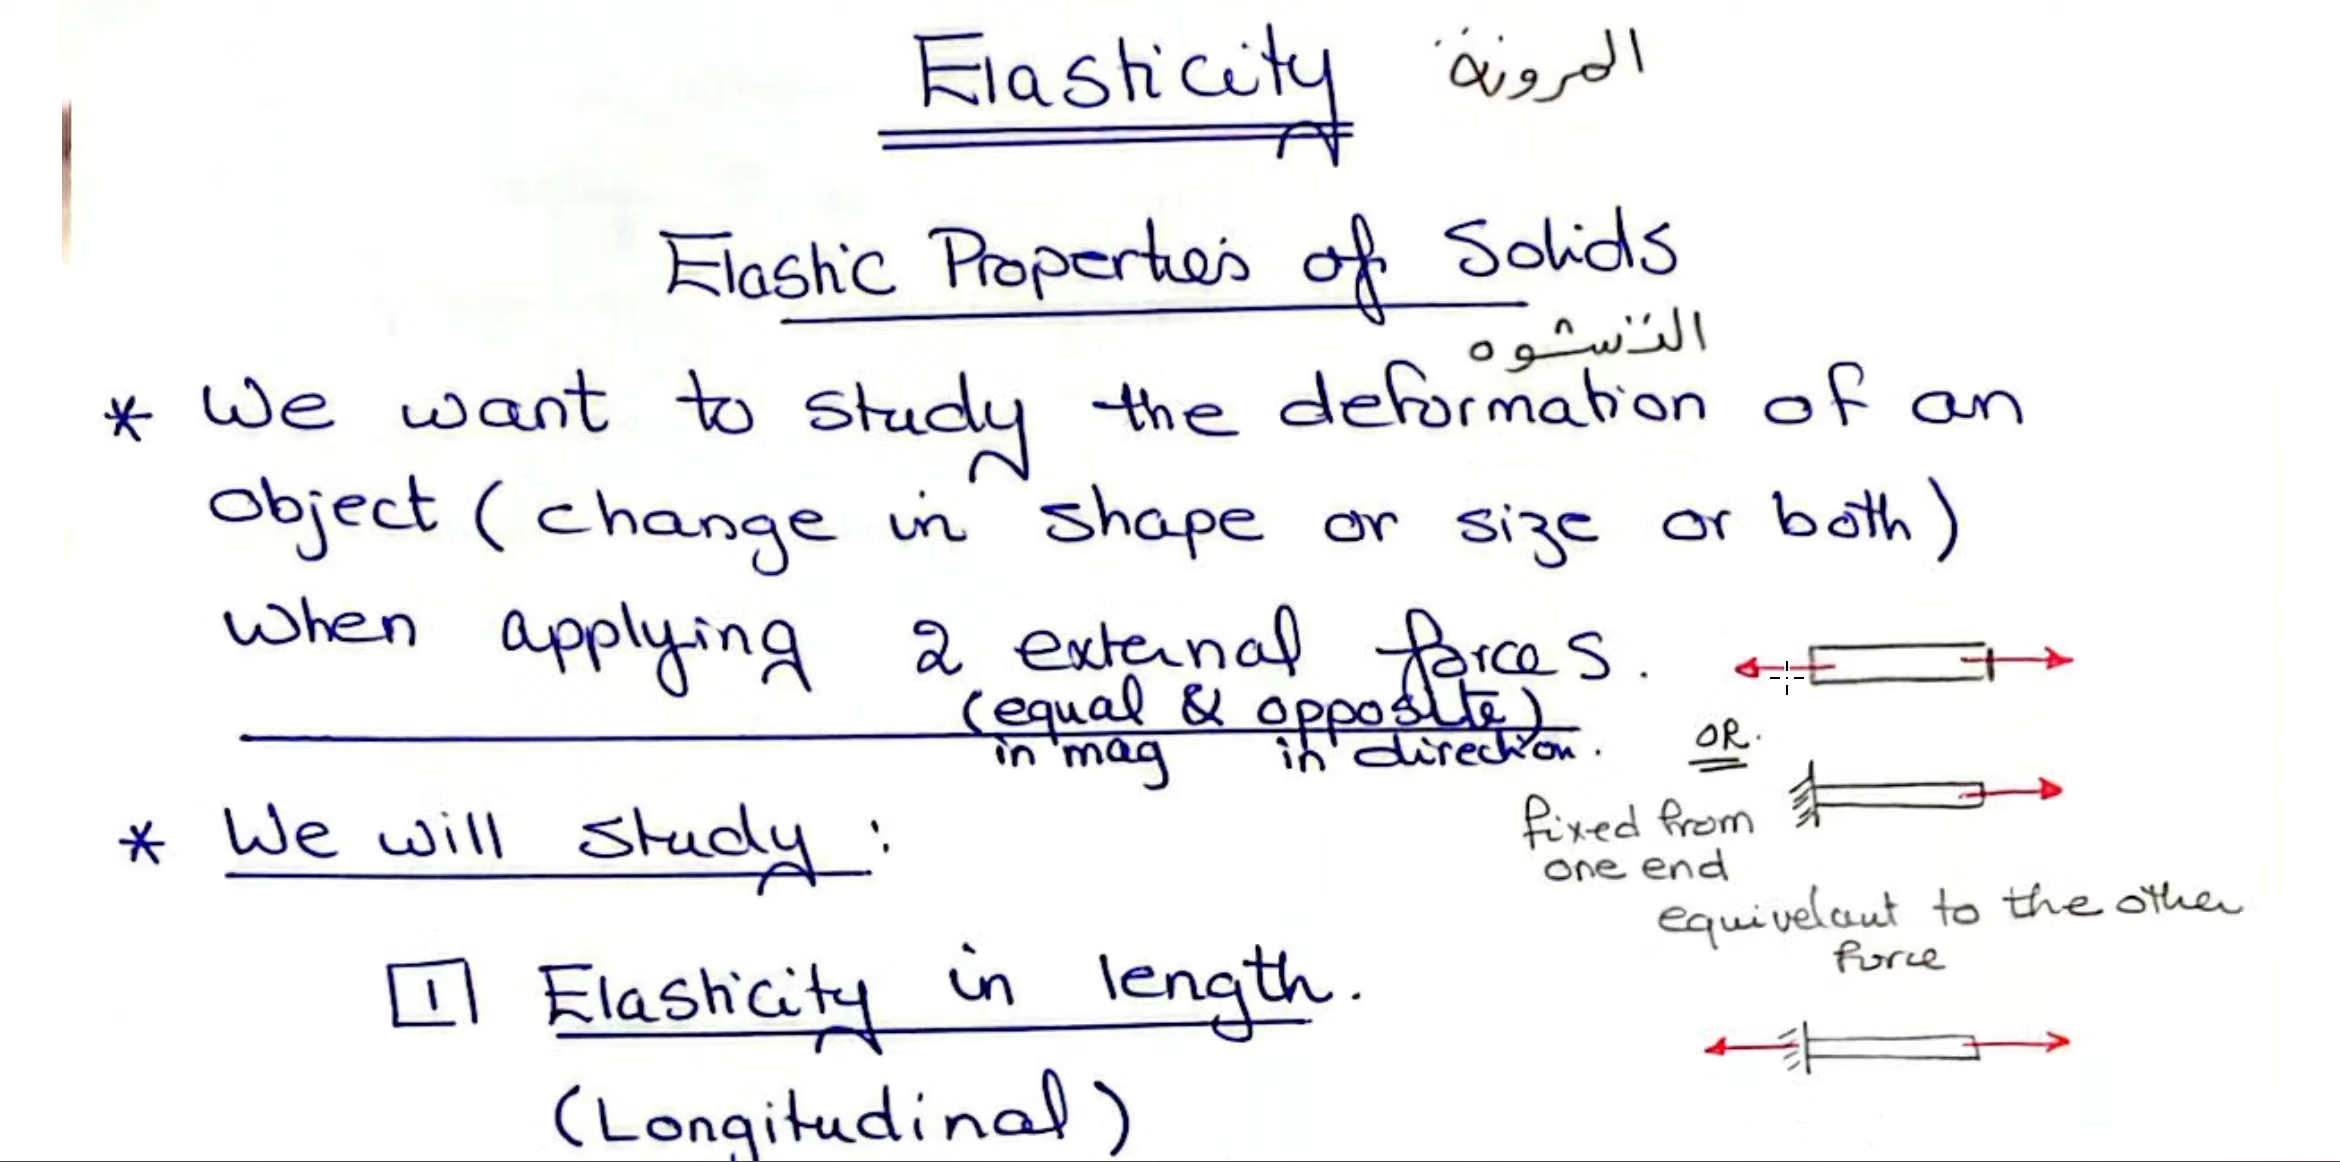 Elasticity المرونة
Elastic Properties of Solids
التشوه
* We want to study the deformation of an
object (change in shape or size or both)
when applying 2 external forces.
(equal & opposite)
in mag in direction.
OR.
fixed from
one end
equivelant to the other
force
* We will study :
1 Elasticity in length.
(Longitudinal)